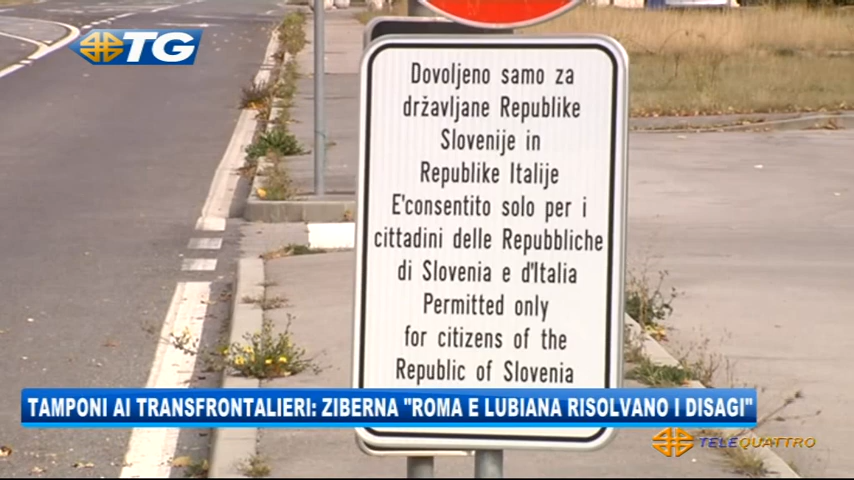 TG
Dovoljeno samo za
državljane Republike
Slovenije in
Republike Italije
E'consentito solo per i
cittadini delle Repubbliche
di Slovenia e d'Italia
Permitted only
for citizens of the
Republic of Slovenia
TAMPONI AI TRANSFRONTALIERI: ZIBERNA "ROMA E LUBIANA RISOLVANO I DISAGI"
TELEQUATTRO